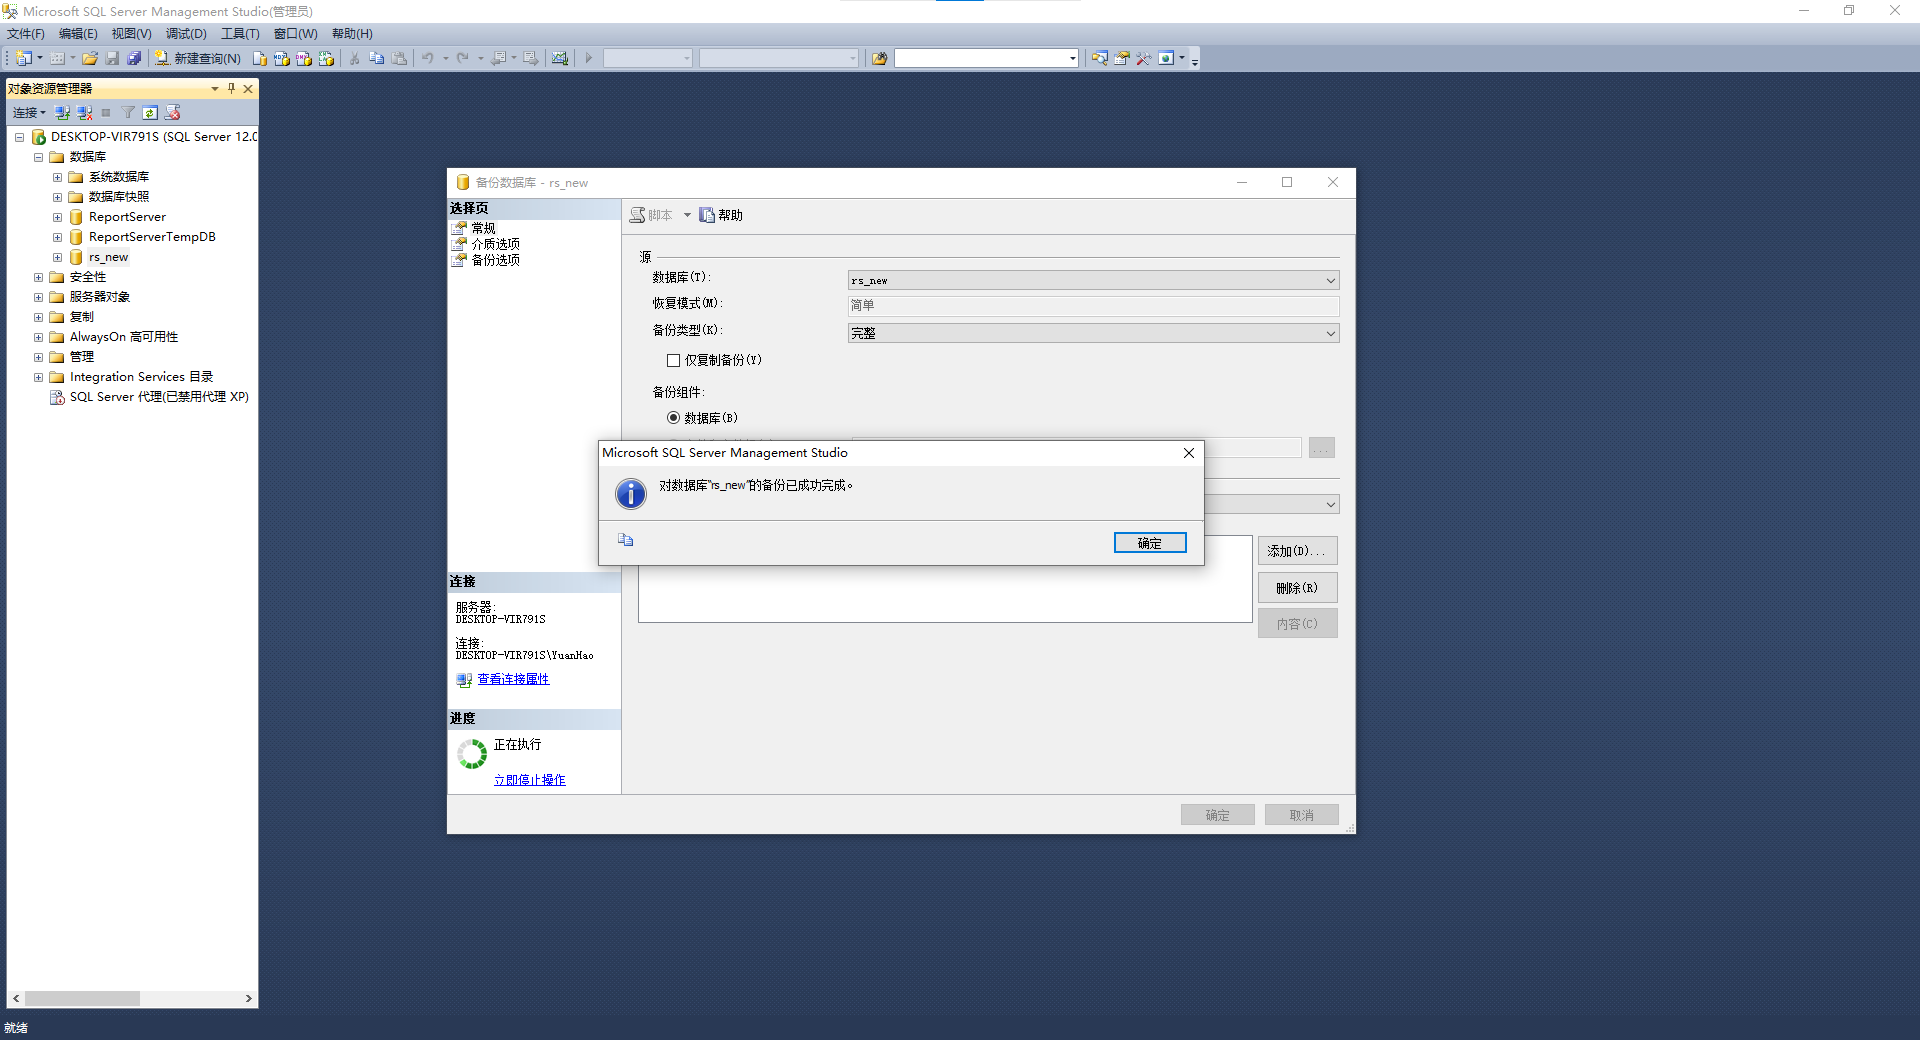 Microsoft SQL Server Management Studio(管理员)
文件(F) 编辑(E) 视图(V) 调试(D) 工具(T) 窗口(W) 帮助(H)
新建查询(N)
对象资源管理器
连接
DESKTOP-VIR791S (SQL Server 12.0
数据库
系统数据库
数据库快照
ReportServer
ReportServerTempDB
rs_new
安全性
服务器对象
复制
AlwaysOn 高可用性
管理
Integration Services 目录
SQL Server 代理(已禁用代理 XP)
备份数据库 - rs_new
选择页
常规
介质选项
备份选项
脚本 帮助
源
数据库(T): rs_new
恢复模式(M): 简单
备份类型(K): 完整
仅复制备份(Y)
备份组件:
数据库(B)
...
Microsoft SQL Server Management Studio
对数据库“rs_new”的备份已成功完成。
确定
添加(D)...
删除(R)
内容(C)
连接
服务器:
DESKTOP-VIR791S
连接:
DESKTOP-VIR791S\YuanHao
查看连接属性
进度
正在执行
立即停止操作
确定 取消
就绪